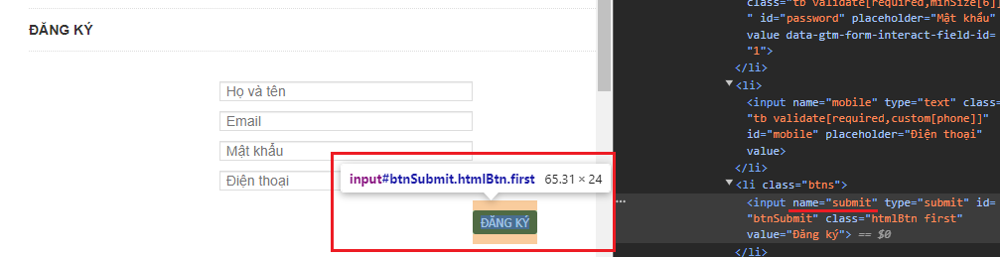 ĐĂNG KÝ
Họ và tên
Email
Mật khẩu
Điện thoại
input#btnSubmit.htmlBtn.first 65.31 × 24
ĐĂNG KÝ
class="tb validate[required,minSize[6]]
" id="password" placeholder="Mật khẩu"
value data-gtm-form-interact-field-id=
"1">
</li>
<li>
<input name="mobile" type="text" class=
"tb validate[required,custom[phone]]"
id="mobile" placeholder="Điện thoại"
value>
</li>
<li class="btns">
<input name="submit" type="submit" id=
"btnSubmit" class="htmlBtn first"
value="Đăng ký"> == $0
</li>